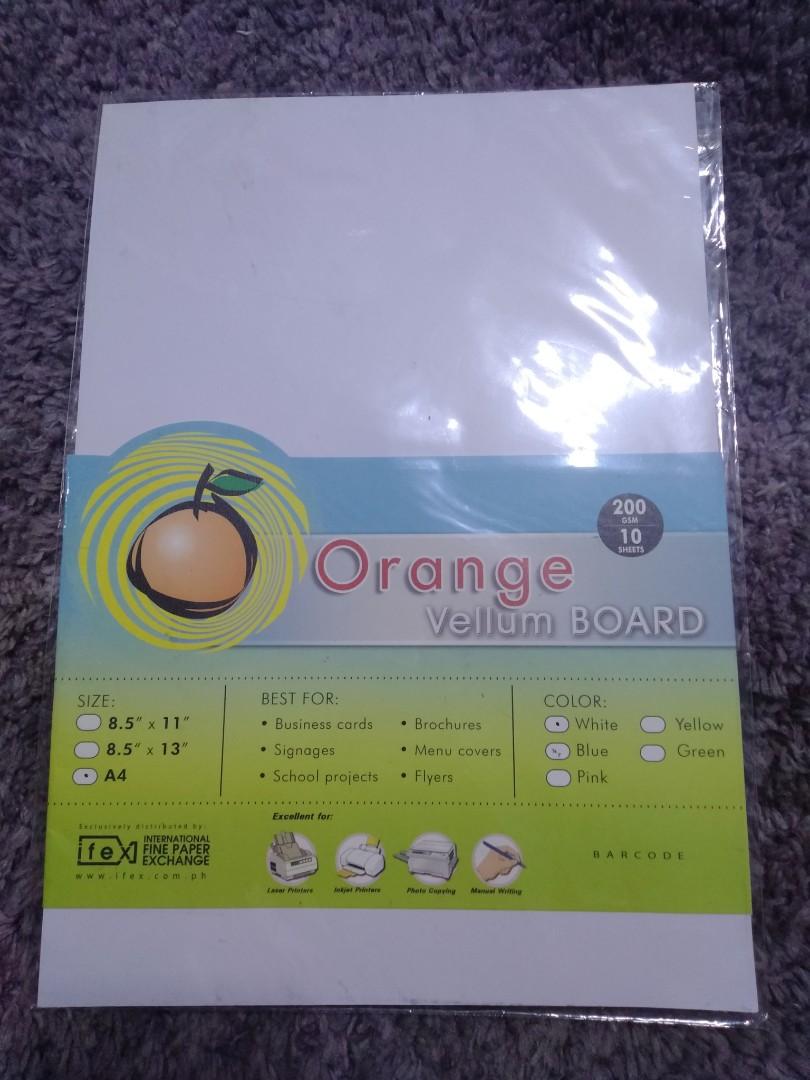 200
GSM
10
SHEETS
Orange
Vellum BOARD
SIZE:
8.5" x 11"
8.5" x 13"
A4
BEST FOR:
• Business cards
• Signages
• School projects
• Brochures
• Menu covers
• Flyers
COLOR:
White
Blue
Pink
Yellow
Green
Exclusively distributed by:
ifex
INTERNATIONAL
FINE PAPER
EXCHANGE
www.ifex.com.ph
Excellent for:
Laser Printers
Inkjet Printers
Photo Copying
Manual Writing
BARCODE